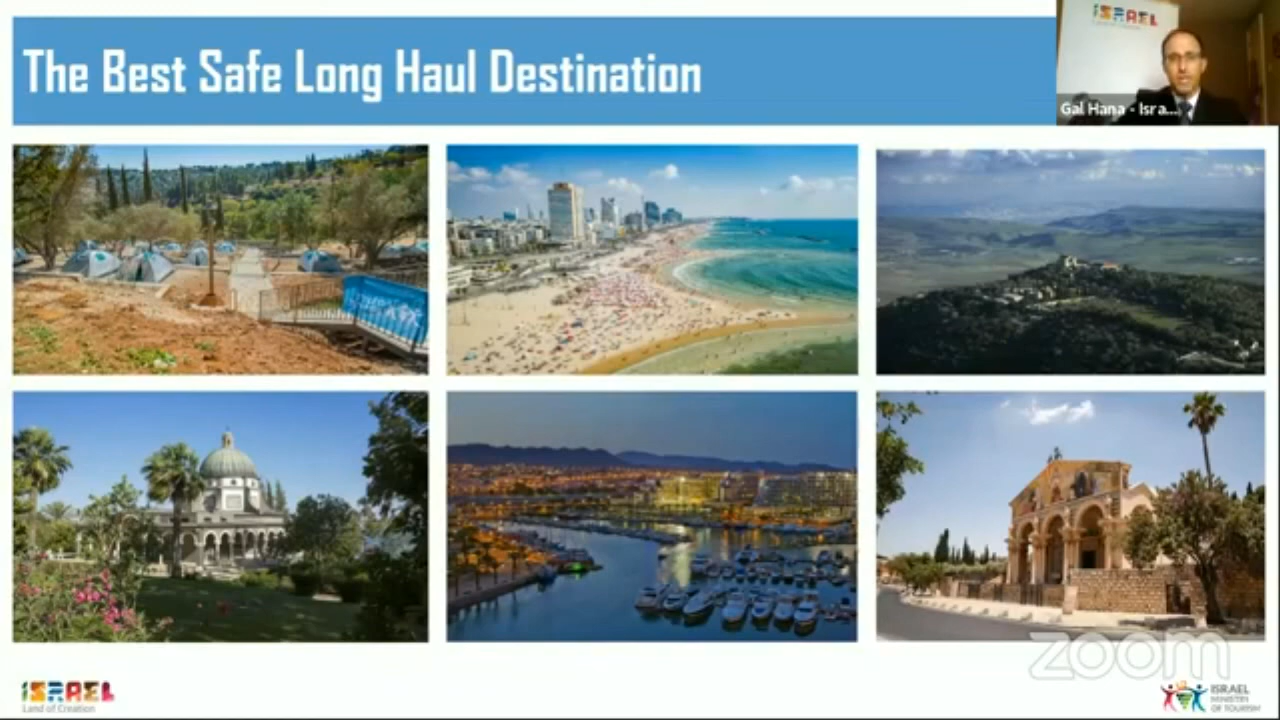 The Best Safe Long Haul Destination
ISRAEL
Gal Hana - Isra...
zoom
ISRAEL
Land of Creation
ISRAEL
MINISTRY
OF TOURISM